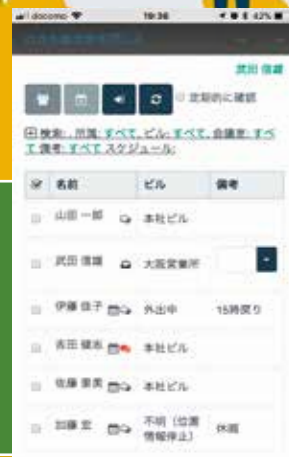 docomo 19:36 42%
武田 信雄
定期的に確認
検索: , 所属: すべて, ビル: すべて, 会議室: すべ
て 備考: すべて スケジュール:
名前 ビル 備考
山田 一郎 本社ビル
武田 信雄 大阪営業所
伊藤 佳子 外出中 15時戻り
吉田 健志 本社ビル
佐藤 恵美 本社ビル
加藤 宏 不明（位置
情報停止） 休暇